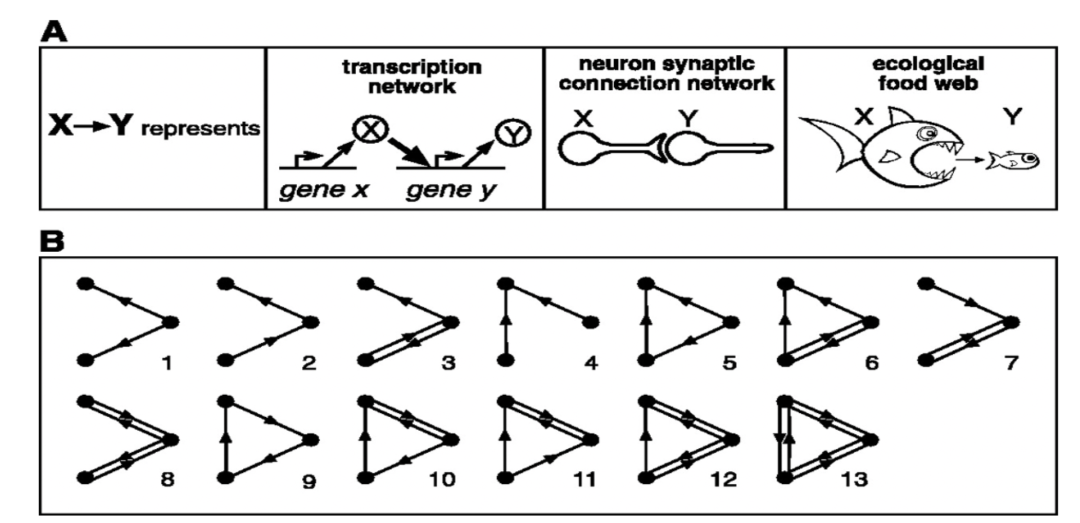 A
X→Y represents
transcription
network
X
Y
gene x
gene y
neuron synaptic
connection network
X
Y
ecological
food web
X
Y
B
1
2
3
4
5
6
7
8
9
10
11
12
13